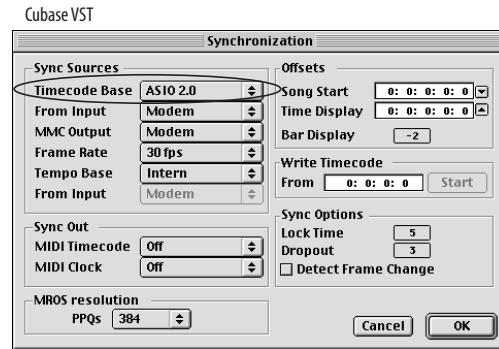 Cubase VST
Synchronization
Sync Sources
Timecode Base ASIO 2.0
From Input Modem
MMC Output Modem
Frame Rate 30 fps
Tempo Base Intern
From Input Modem
Sync Out
MIDI Timecode Off
MIDI Clock Off
MROS resolution
PPQs 384
Offsets
Song Start 0: 0: 0: 0: 0
Time Display 0: 0: 0: 0: 0
Bar Display -2
Write Timecode
From 0: 0: 0: 0 Start
Sync Options
Lock Time 5
Dropout 3
Detect Frame Change
Cancel OK